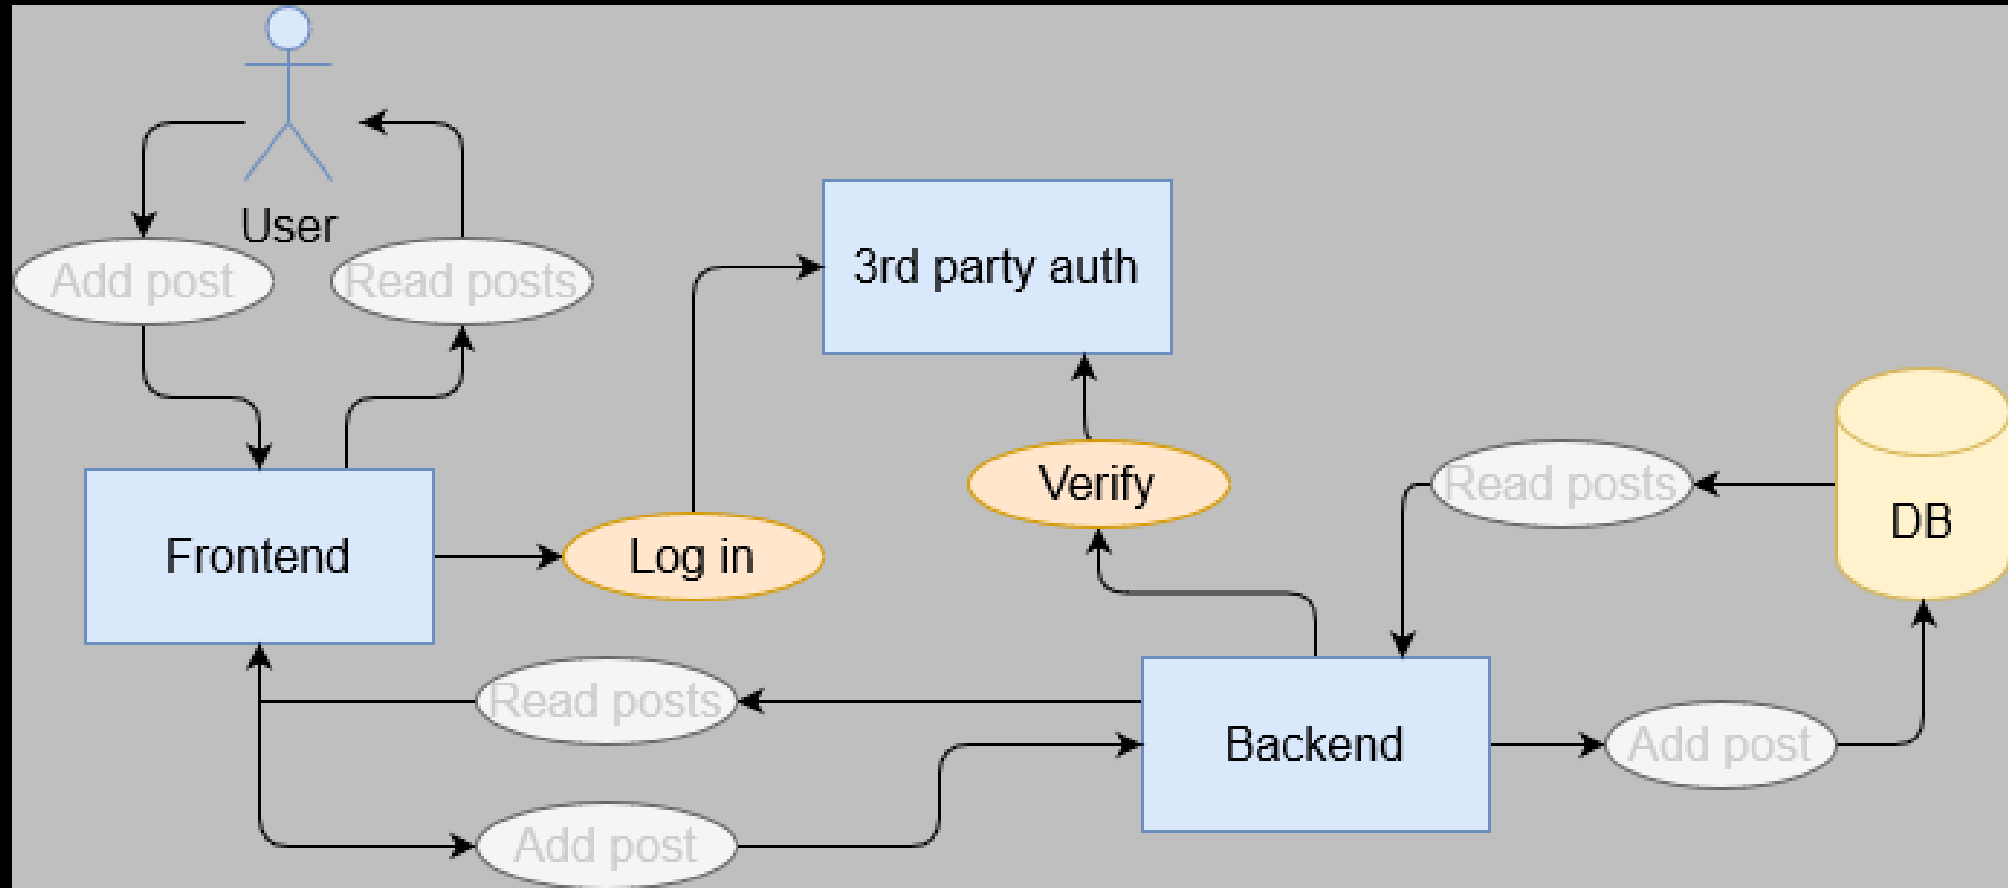 User
Add post
Read posts
3rd party auth
Verify
Read posts
DB
Frontend
Log in
Read posts
Backend
Add post
Add post